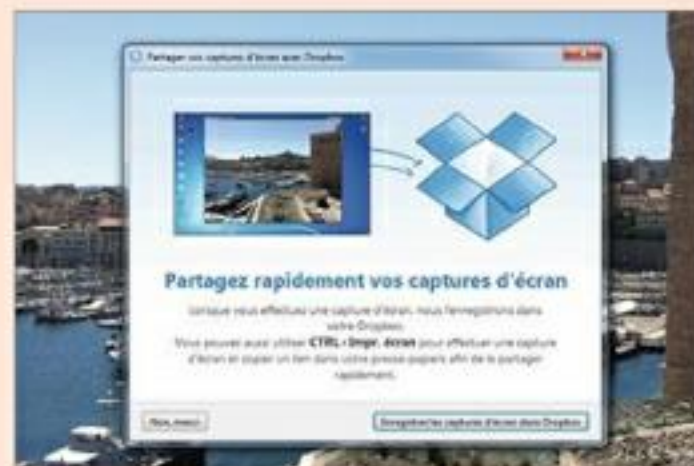 Partager vos captures d'écran avec Dropbox
Partagez rapidement vos captures d'écran
Lorsque vous effectuez une capture d'écran, nous l'enregistrons dans
votre Dropbox.
Vous pouvez aussi utiliser CTRL+Impr. écran pour effectuer une capture
d'écran et copier un lien dans votre presse-papiers afin de la partager
rapidement.
Non, merci
Enregistrer les captures d'écran dans Dropbox